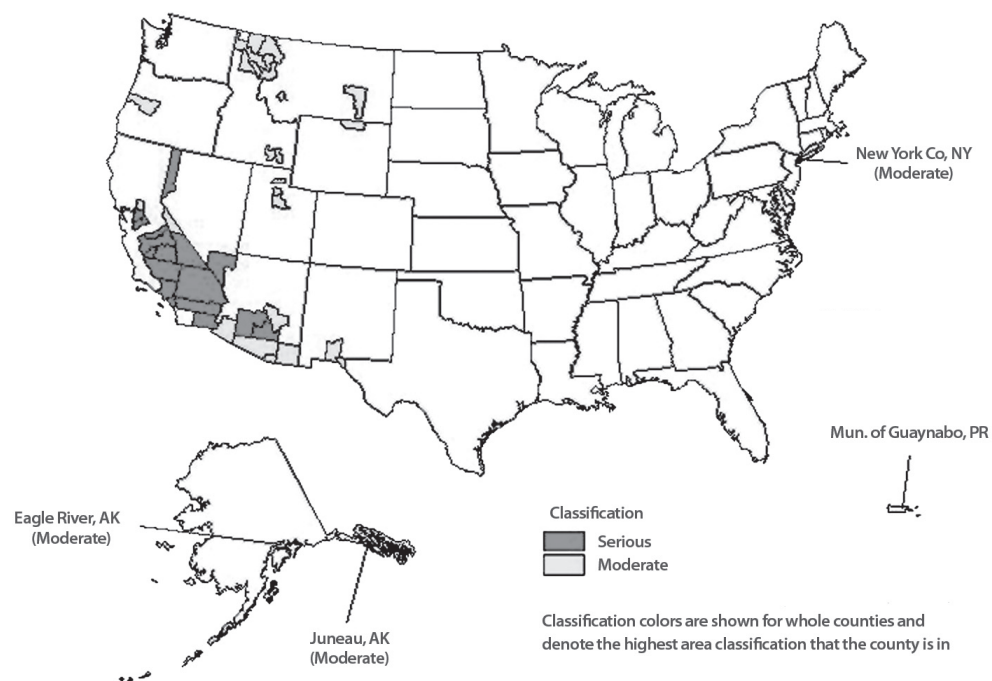 New York Co, NY
(Moderate)
Mun. of Guaynabo, PR
Eagle River, AK
(Moderate)
Juneau, AK
(Moderate)
Classification
Serious
Moderate
Classification colors are shown for whole counties and
denote the highest area classification that the county is in